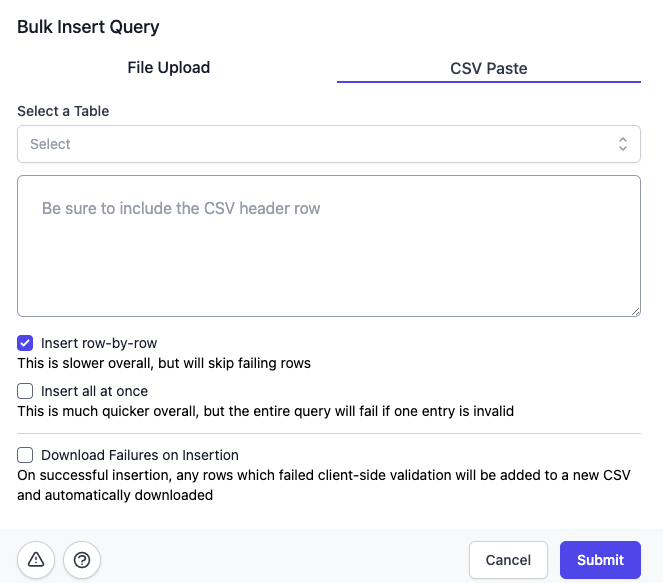 Bulk Insert Query
File Upload
CSV Paste
Select a Table
Select
Be sure to include the CSV header row
Insert row-by-row
This is slower overall, but will skip failing rows
Insert all at once
This is much quicker overall, but the entire query will fail if one entry is invalid
Download Failures on Insertion
On successful insertion, any rows which failed client-side validation will be added to a new CSV
and automatically downloaded
Cancel
Submit